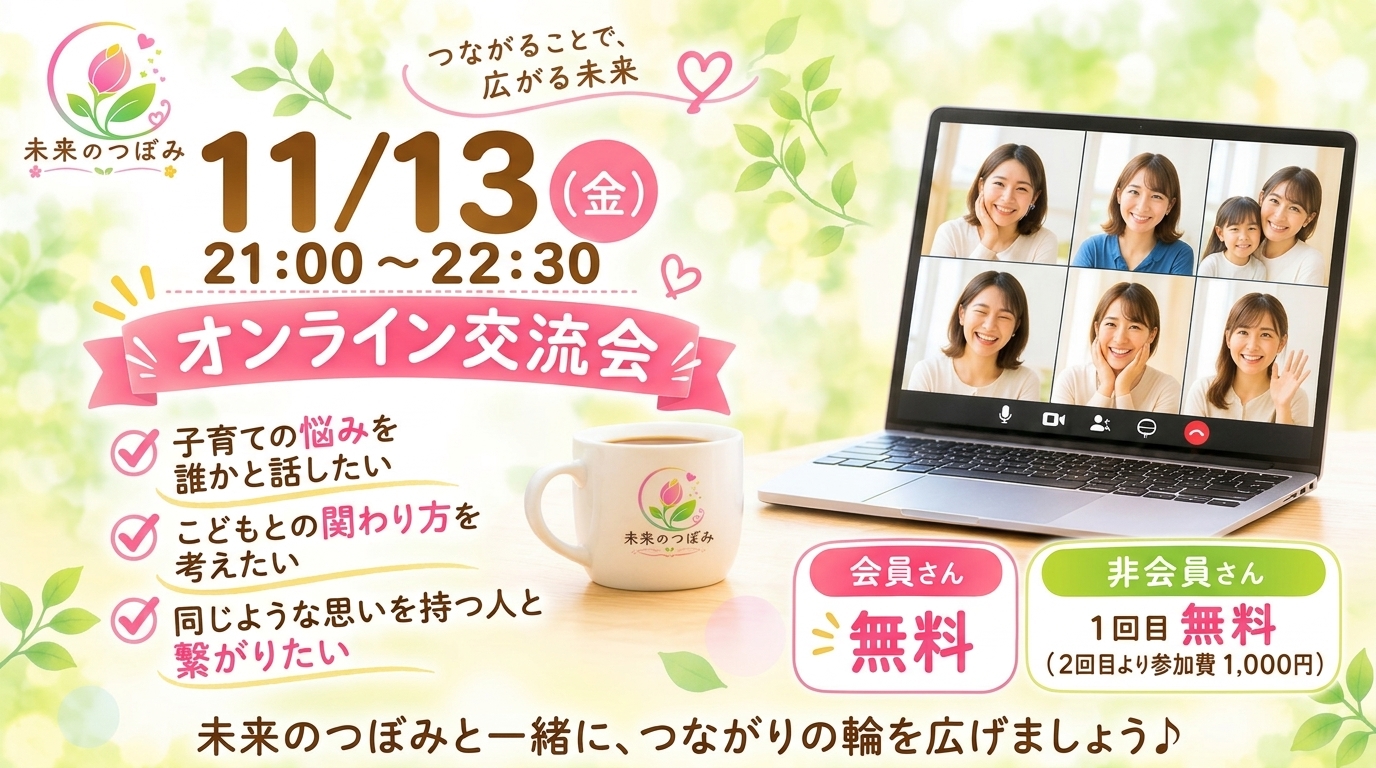 未来のつぼみ
つながることで、
広がる未来
11/13(金)
21:00～22:30
オンライン交流会
子育ての悩みを
誰かと話したい
こどもとの関わり方を
考えたい
同じような思いを持つ人と
繋がりたい
未来のつぼみ
会員さん
無料
非会員さん
1回目 無料
(2回目より参加費 1,000円)
未来のつぼみと一緒に、つながりの輪を広げましょう♪